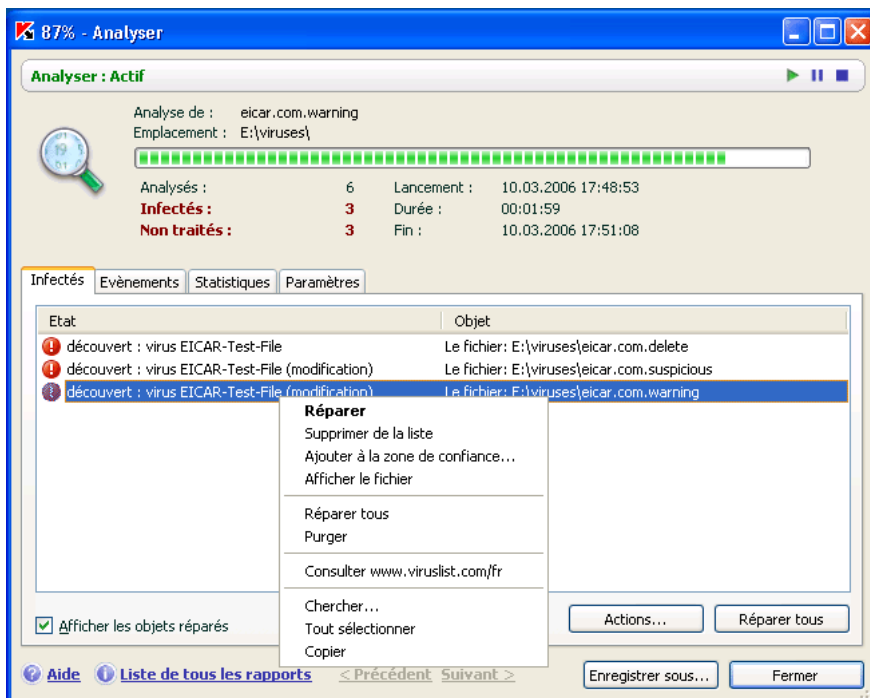 87% - Analyser
Analyser : Actif
Analyse de : eicar.com.warning
Emplacement : E:\viruses\
Analysés : 6 Lancement : 10.03.2006 17:48:53
Infectés : 3 Durée : 00:01:59
Non traités : 3 Fin : 10.03.2006 17:51:08
Infectés Evènements Statistiques Paramètres
Etat Objet
découvert : virus EICAR-Test-File Le fichier: E:\viruses\eicar.com.delete
découvert : virus EICAR-Test-File (modification) Le fichier: E:\viruses\eicar.com.suspicious
découvert : virus EICAR-Test-File (modification) Le fichier: E:\viruses\eicar.com.warning
Réparer
Supprimer de la liste
Ajouter à la zone de confiance...
Afficher le fichier
Réparer tous
Purger
Consulter www.viruslist.com/fr
Chercher...
Tout sélectionner
Copier
Afficher les objets réparés Actions... Réparer tous
Aide Liste de tous les rapports < Précédent Suivant > Enregistrer sous... Fermer